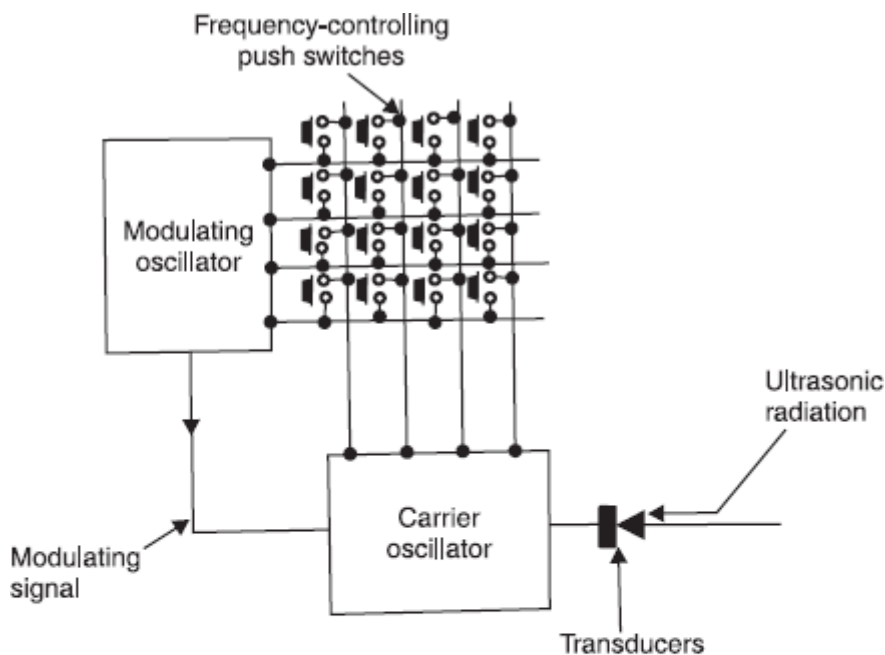 Frequency-controlling
push switches
Modulating
oscillator
Ultrasonic
radiation
Carrier
oscillator
Modulating
signal
Transducers